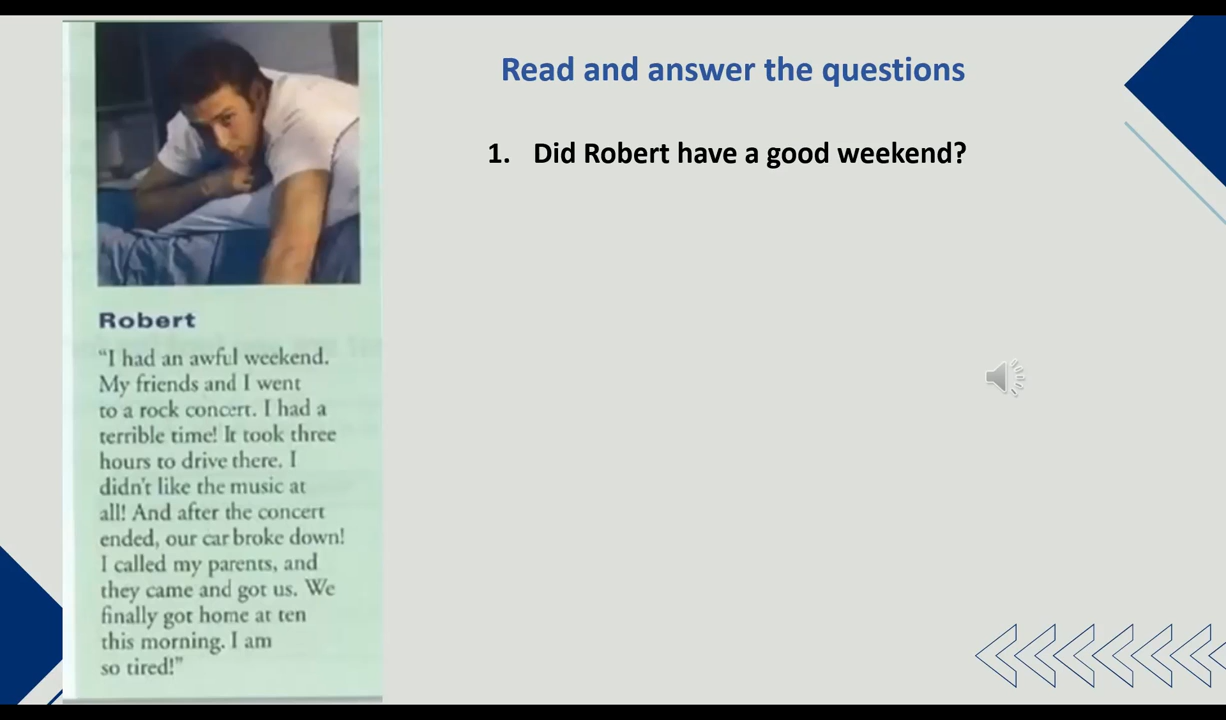 Read and answer the questions
1. Did Robert have a good weekend?
Robert
“I had an awful weekend.
My friends and I went
to a rock concert. I had a
terrible time! It took three
hours to drive there. I
didn't like the music at
all! And after the concert
ended, our car broke down!
I called my parents, and
they came and got us. We
finally got home at ten
this morning. I am
so tired!”